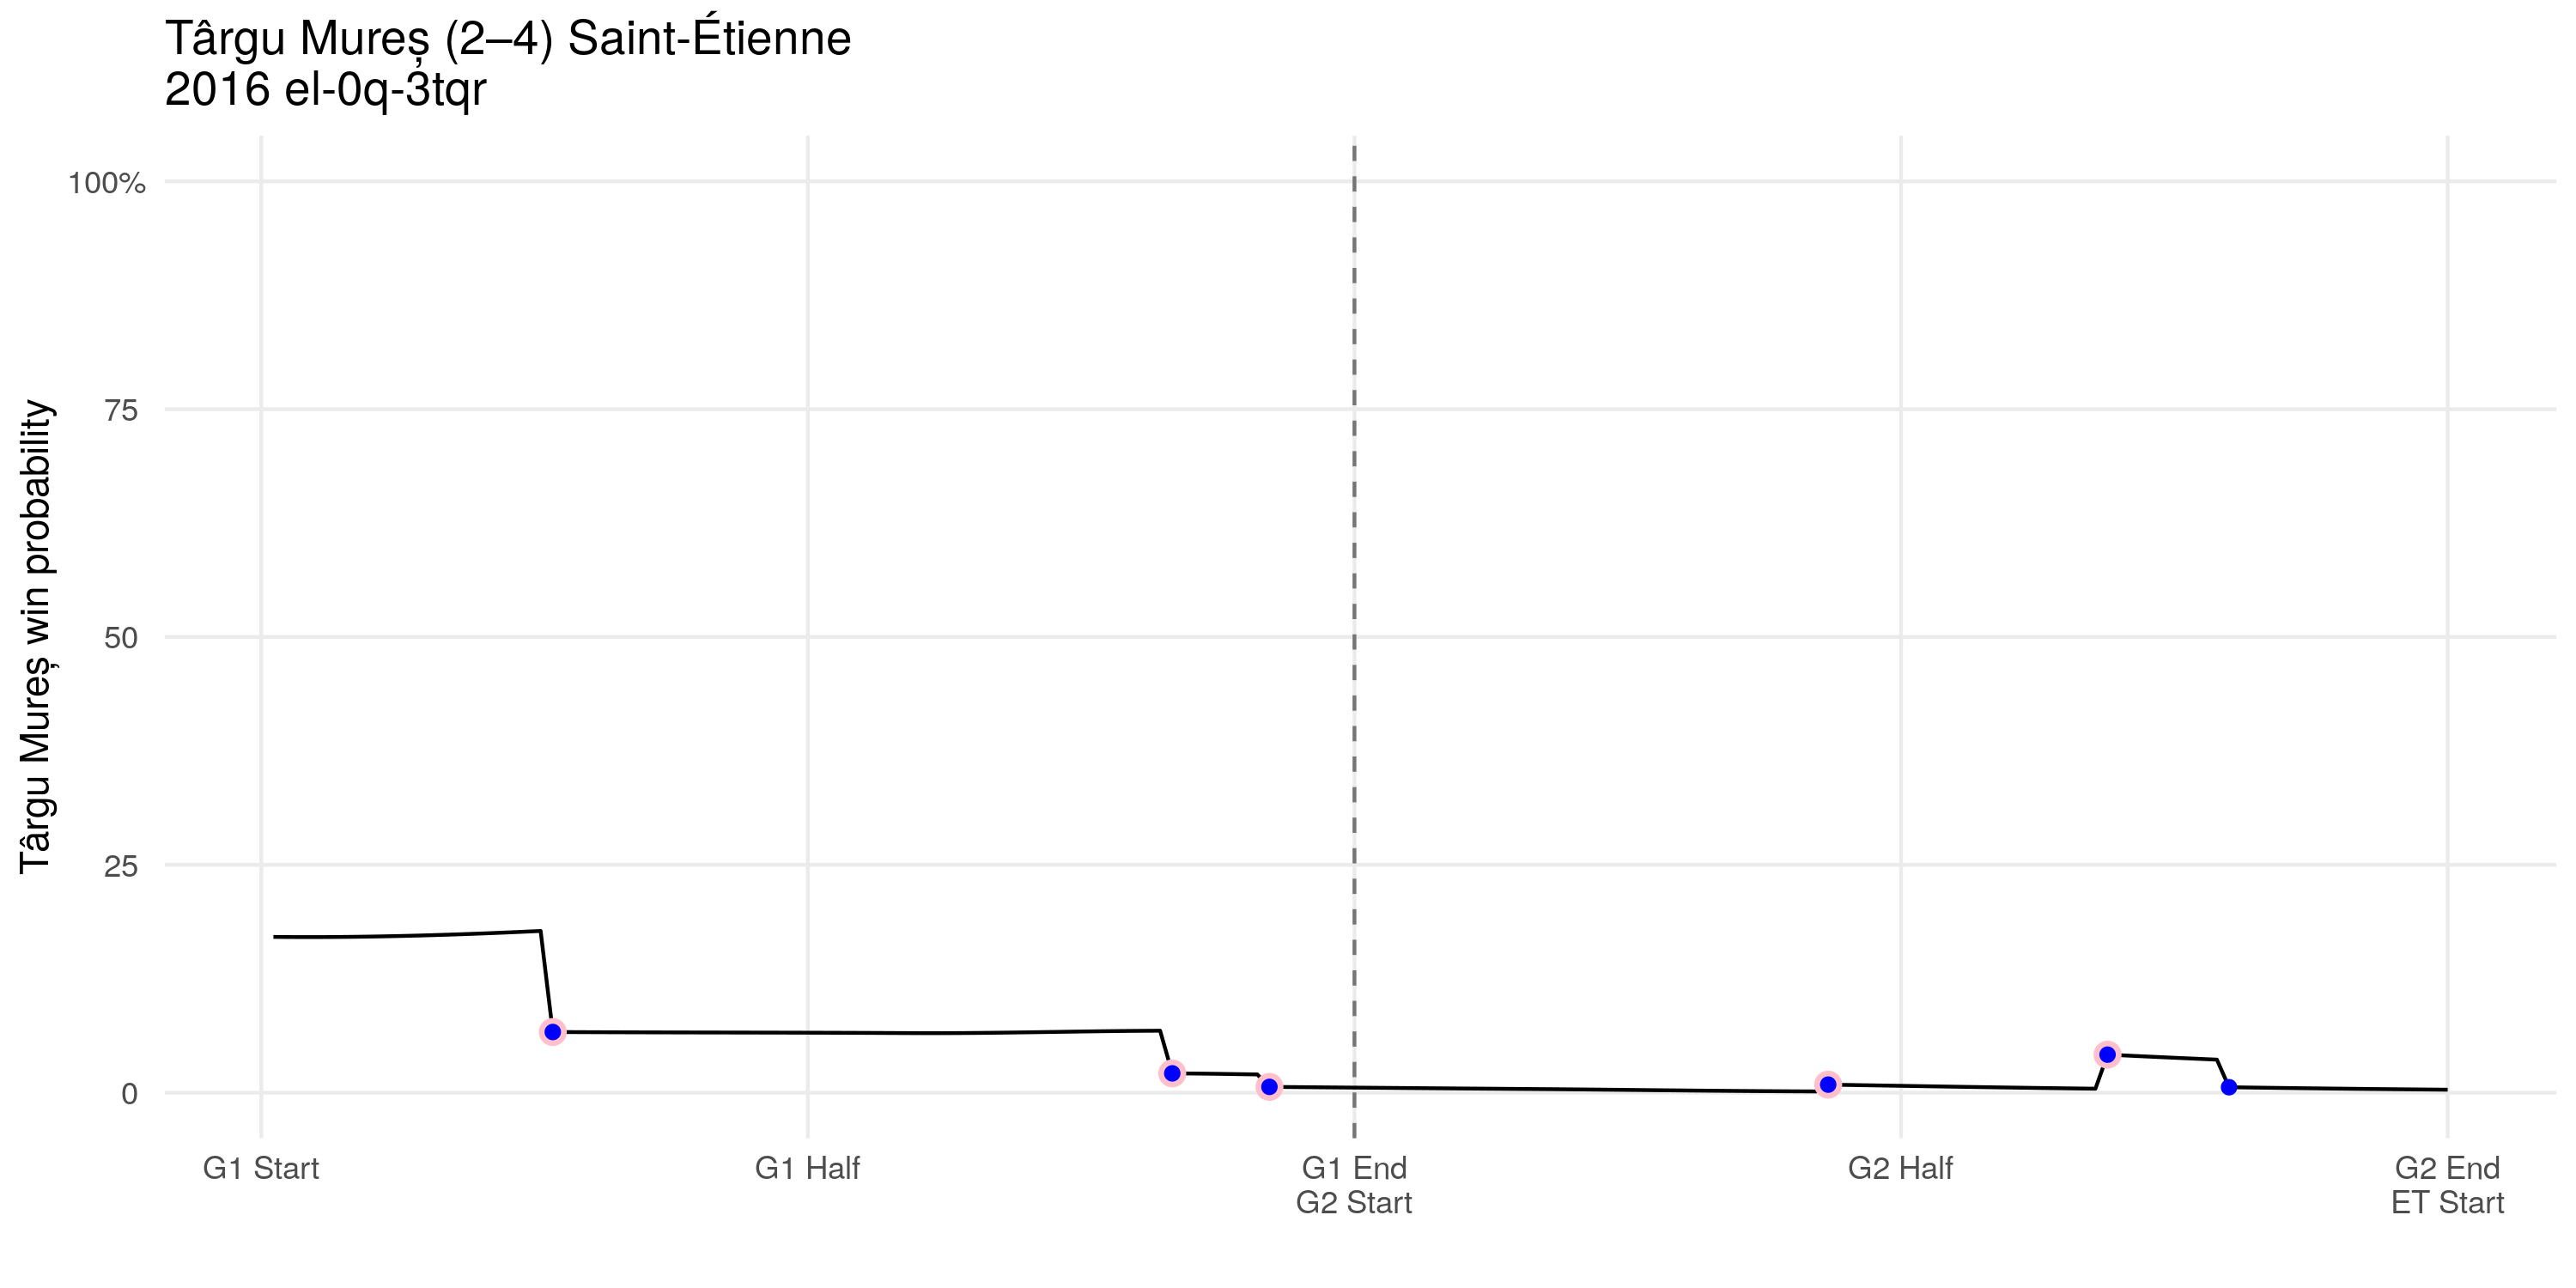 Târgu Mureș (2–4) Saint-Étienne
2016 el-0q-3tqr
Târgu Mureș win probability
100%
75
50
25
0
G1 Start
G1 Half
G1 End
G2 Start
G2 Half
G2 End
ET Start